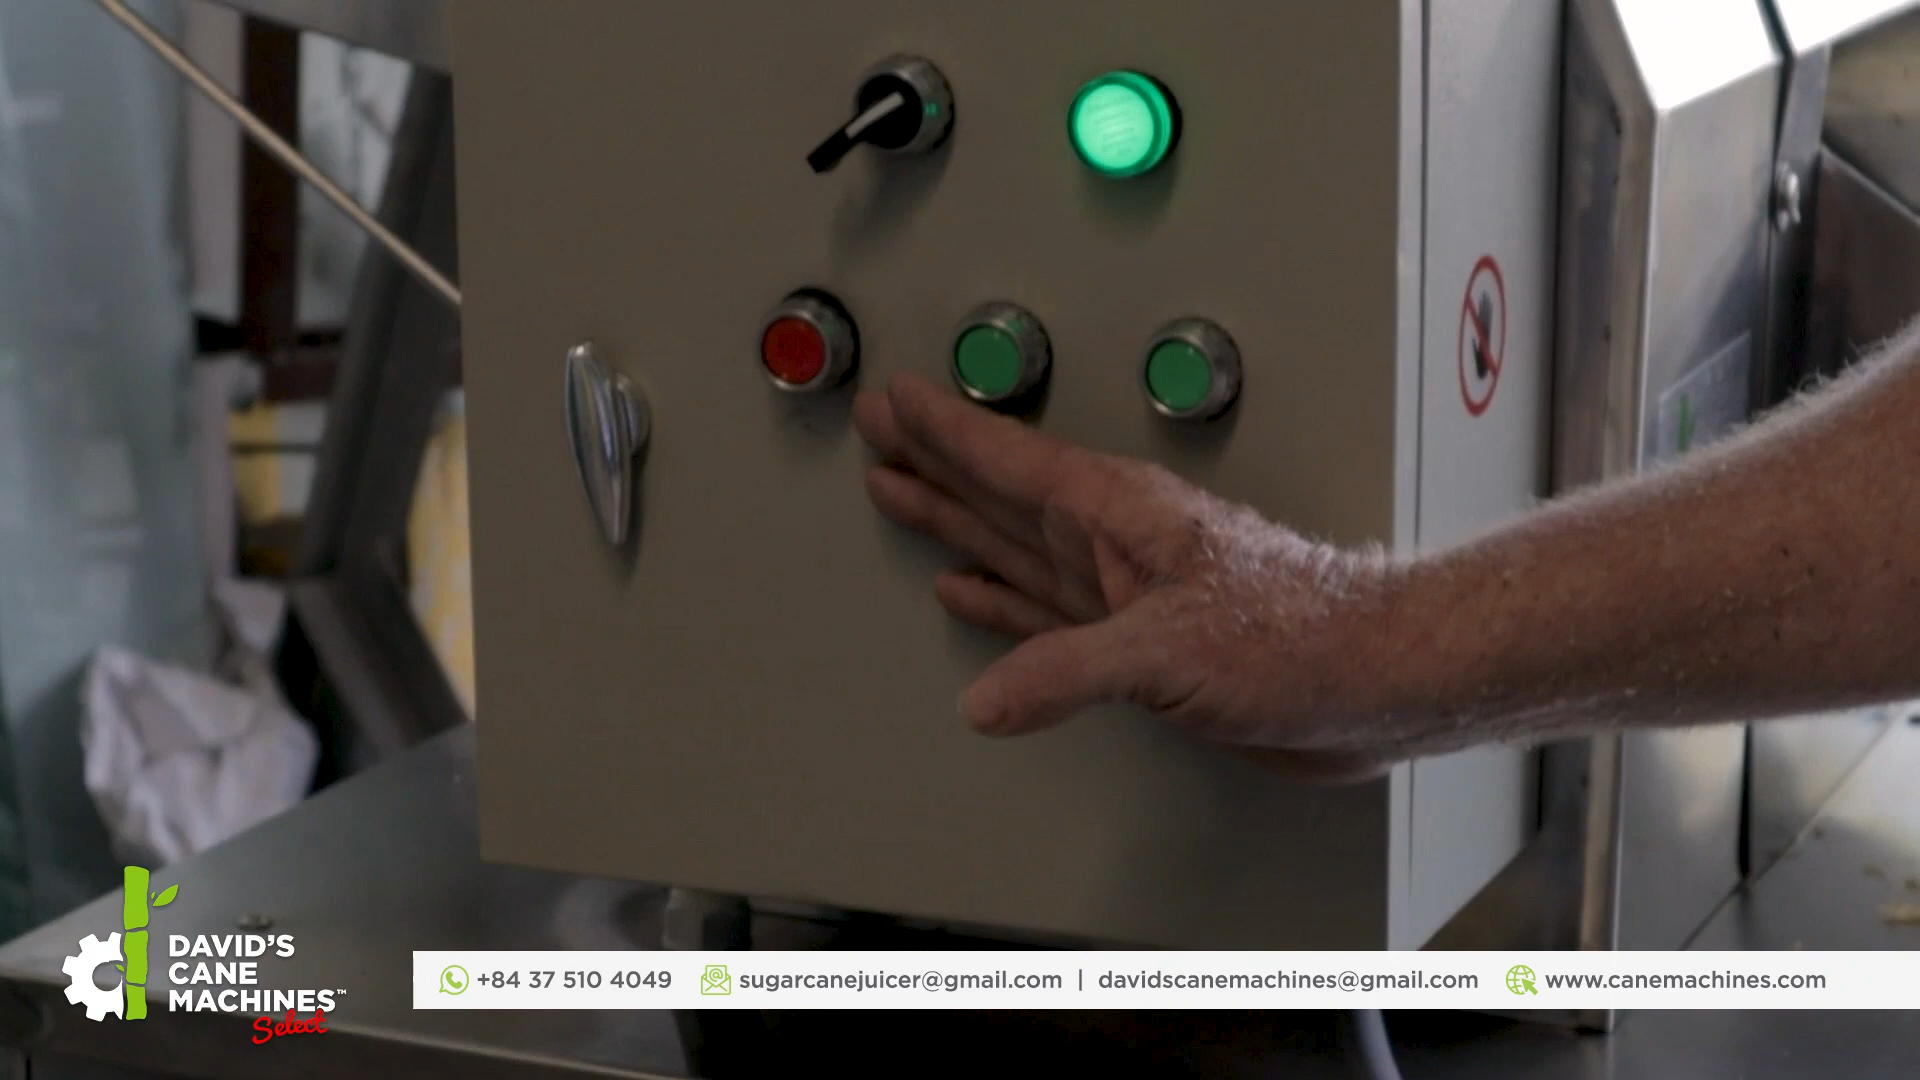 DAVID'S
CANE
MACHINES™
Select
+84 37 510 4049 sugarcanejuicer@gmail.com | davidscanemachines@gmail.com www.canemachines.com